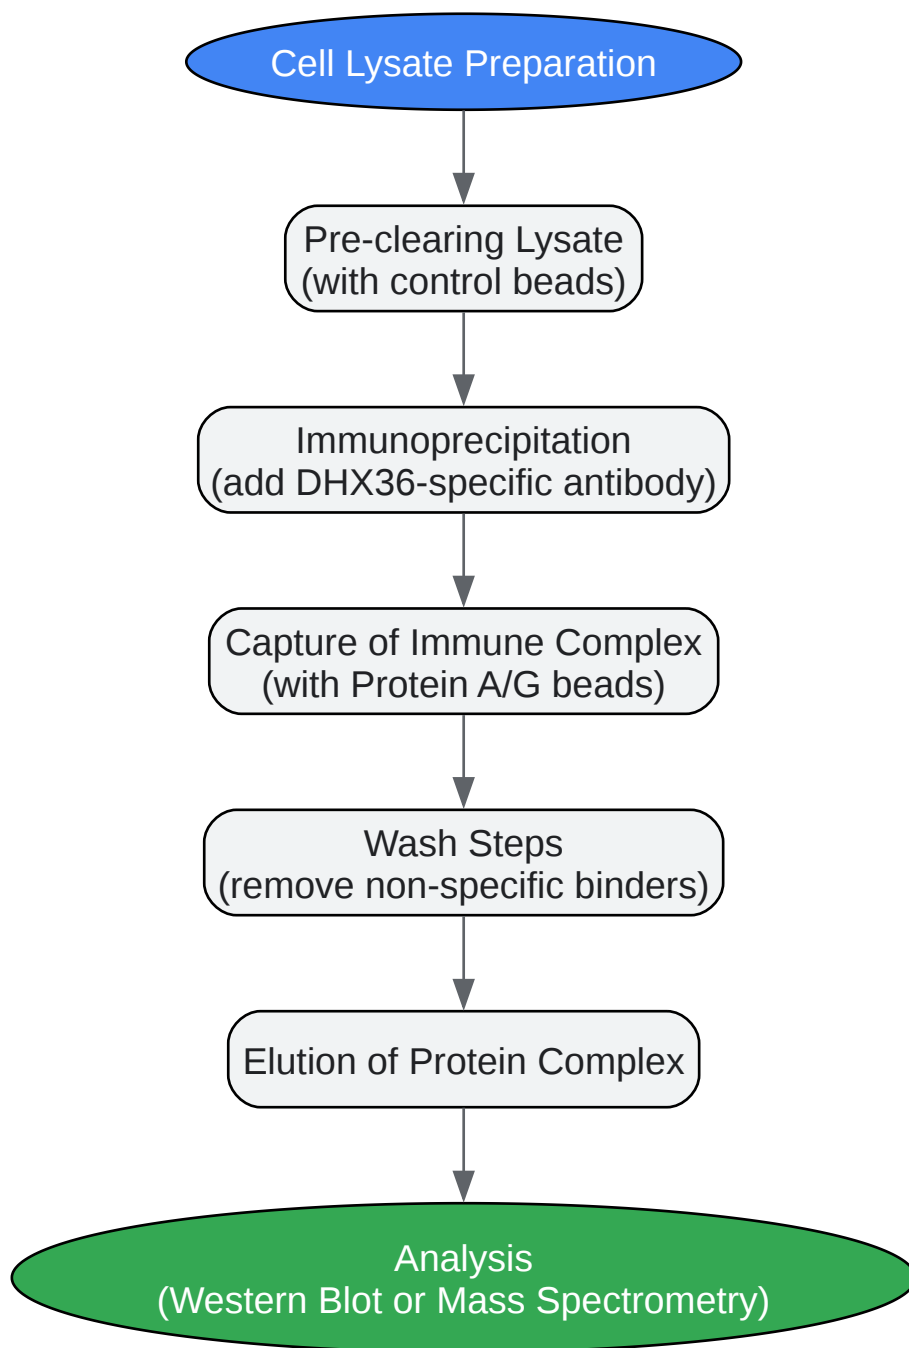 Cell Lysate Preparation
Pre-clearing Lysate
(with control beads)
Immunoprecipitation
(add DHX36-specific antibody)
Capture of Immune Complex
(with Protein A/G beads)
Wash Steps
(remove non-specific binders)
Elution of Protein Complex
Analysis
(Western Blot or Mass Spectrometry)